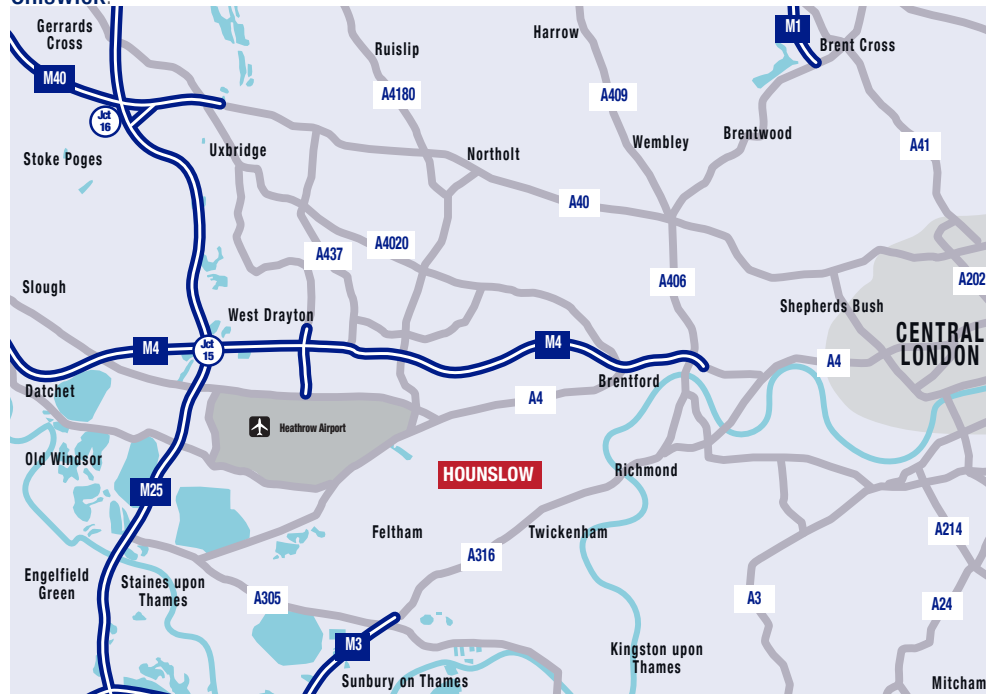 Gerrards
Cross
Ruislip
Harrow
M1
Brent Cross
M40
A4180
A409
Jct
16
Stoke Poges
Uxbridge
Northolt
Wembley
Brentwood
A41
A40
A437
A4020
A406
A202
Slough
West Drayton
Shepherds Bush
CENTRAL
LONDON
M4
Jct
15
M4
A4
Datchet
Brentford
A4
Heathrow Airport
Old Windsor
HOUNSLOW
Richmond
M25
Feltham
Twickenham
A214
A316
Engelfield
Green
Staines upon
Thames
A305
A3
A24
M3
Kingston upon
Thames
Sunbury on Thames
Mitcham